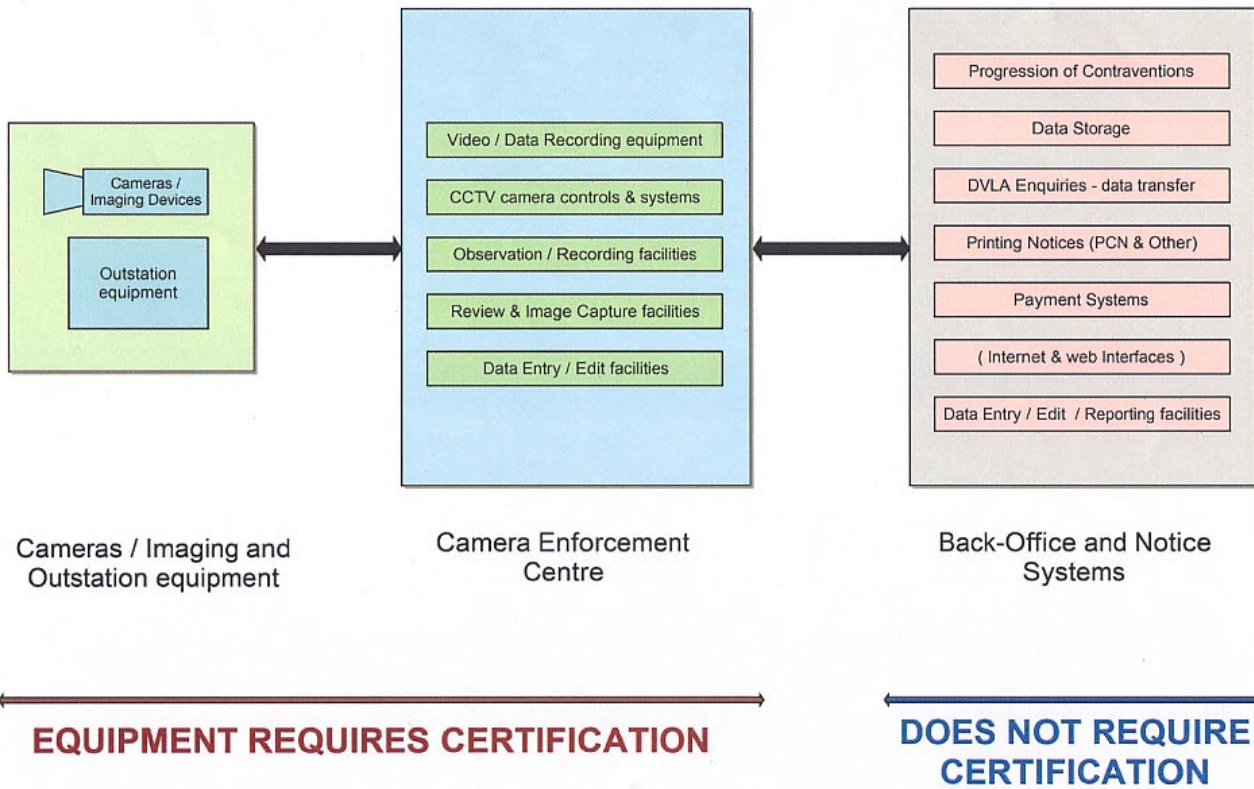 Cameras /
Imaging Devices
Outstation
equipment
Cameras / Imaging and
Outstation equipment
Video / Data Recording equipment
CCTV camera controls & systems
Observation / Recording facilities
Review & Image Capture facilities
Data Entry / Edit facilities
Camera Enforcement
Centre
Progression of Contraventions
Data Storage
DVLA Enquiries - data transfer
Printing Notices (PCN & Other)
Payment Systems
( Internet & web Interfaces )
Data Entry / Edit / Reporting facilities
Back-Office and Notice
Systems
EQUIPMENT REQUIRES CERTIFICATION
DOES NOT REQUIRE
CERTIFICATION